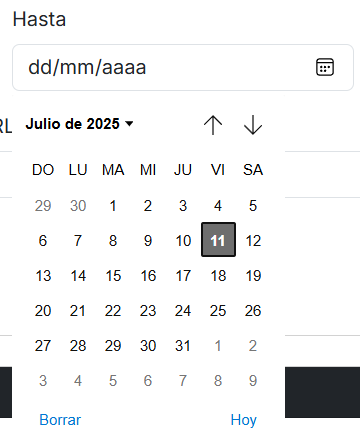 Hasta
dd/mm/aaaa
Julio de 2025
DO LU MA MI JU VI SA
29 30 1 2 3 4 5
6 7 8 9 10 11 12
13 14 15 16 17 18 19
20 21 22 23 24 25 26
27 28 29 30 31 1 2
3 4 5 6 7 8 9
Borrar Hoy